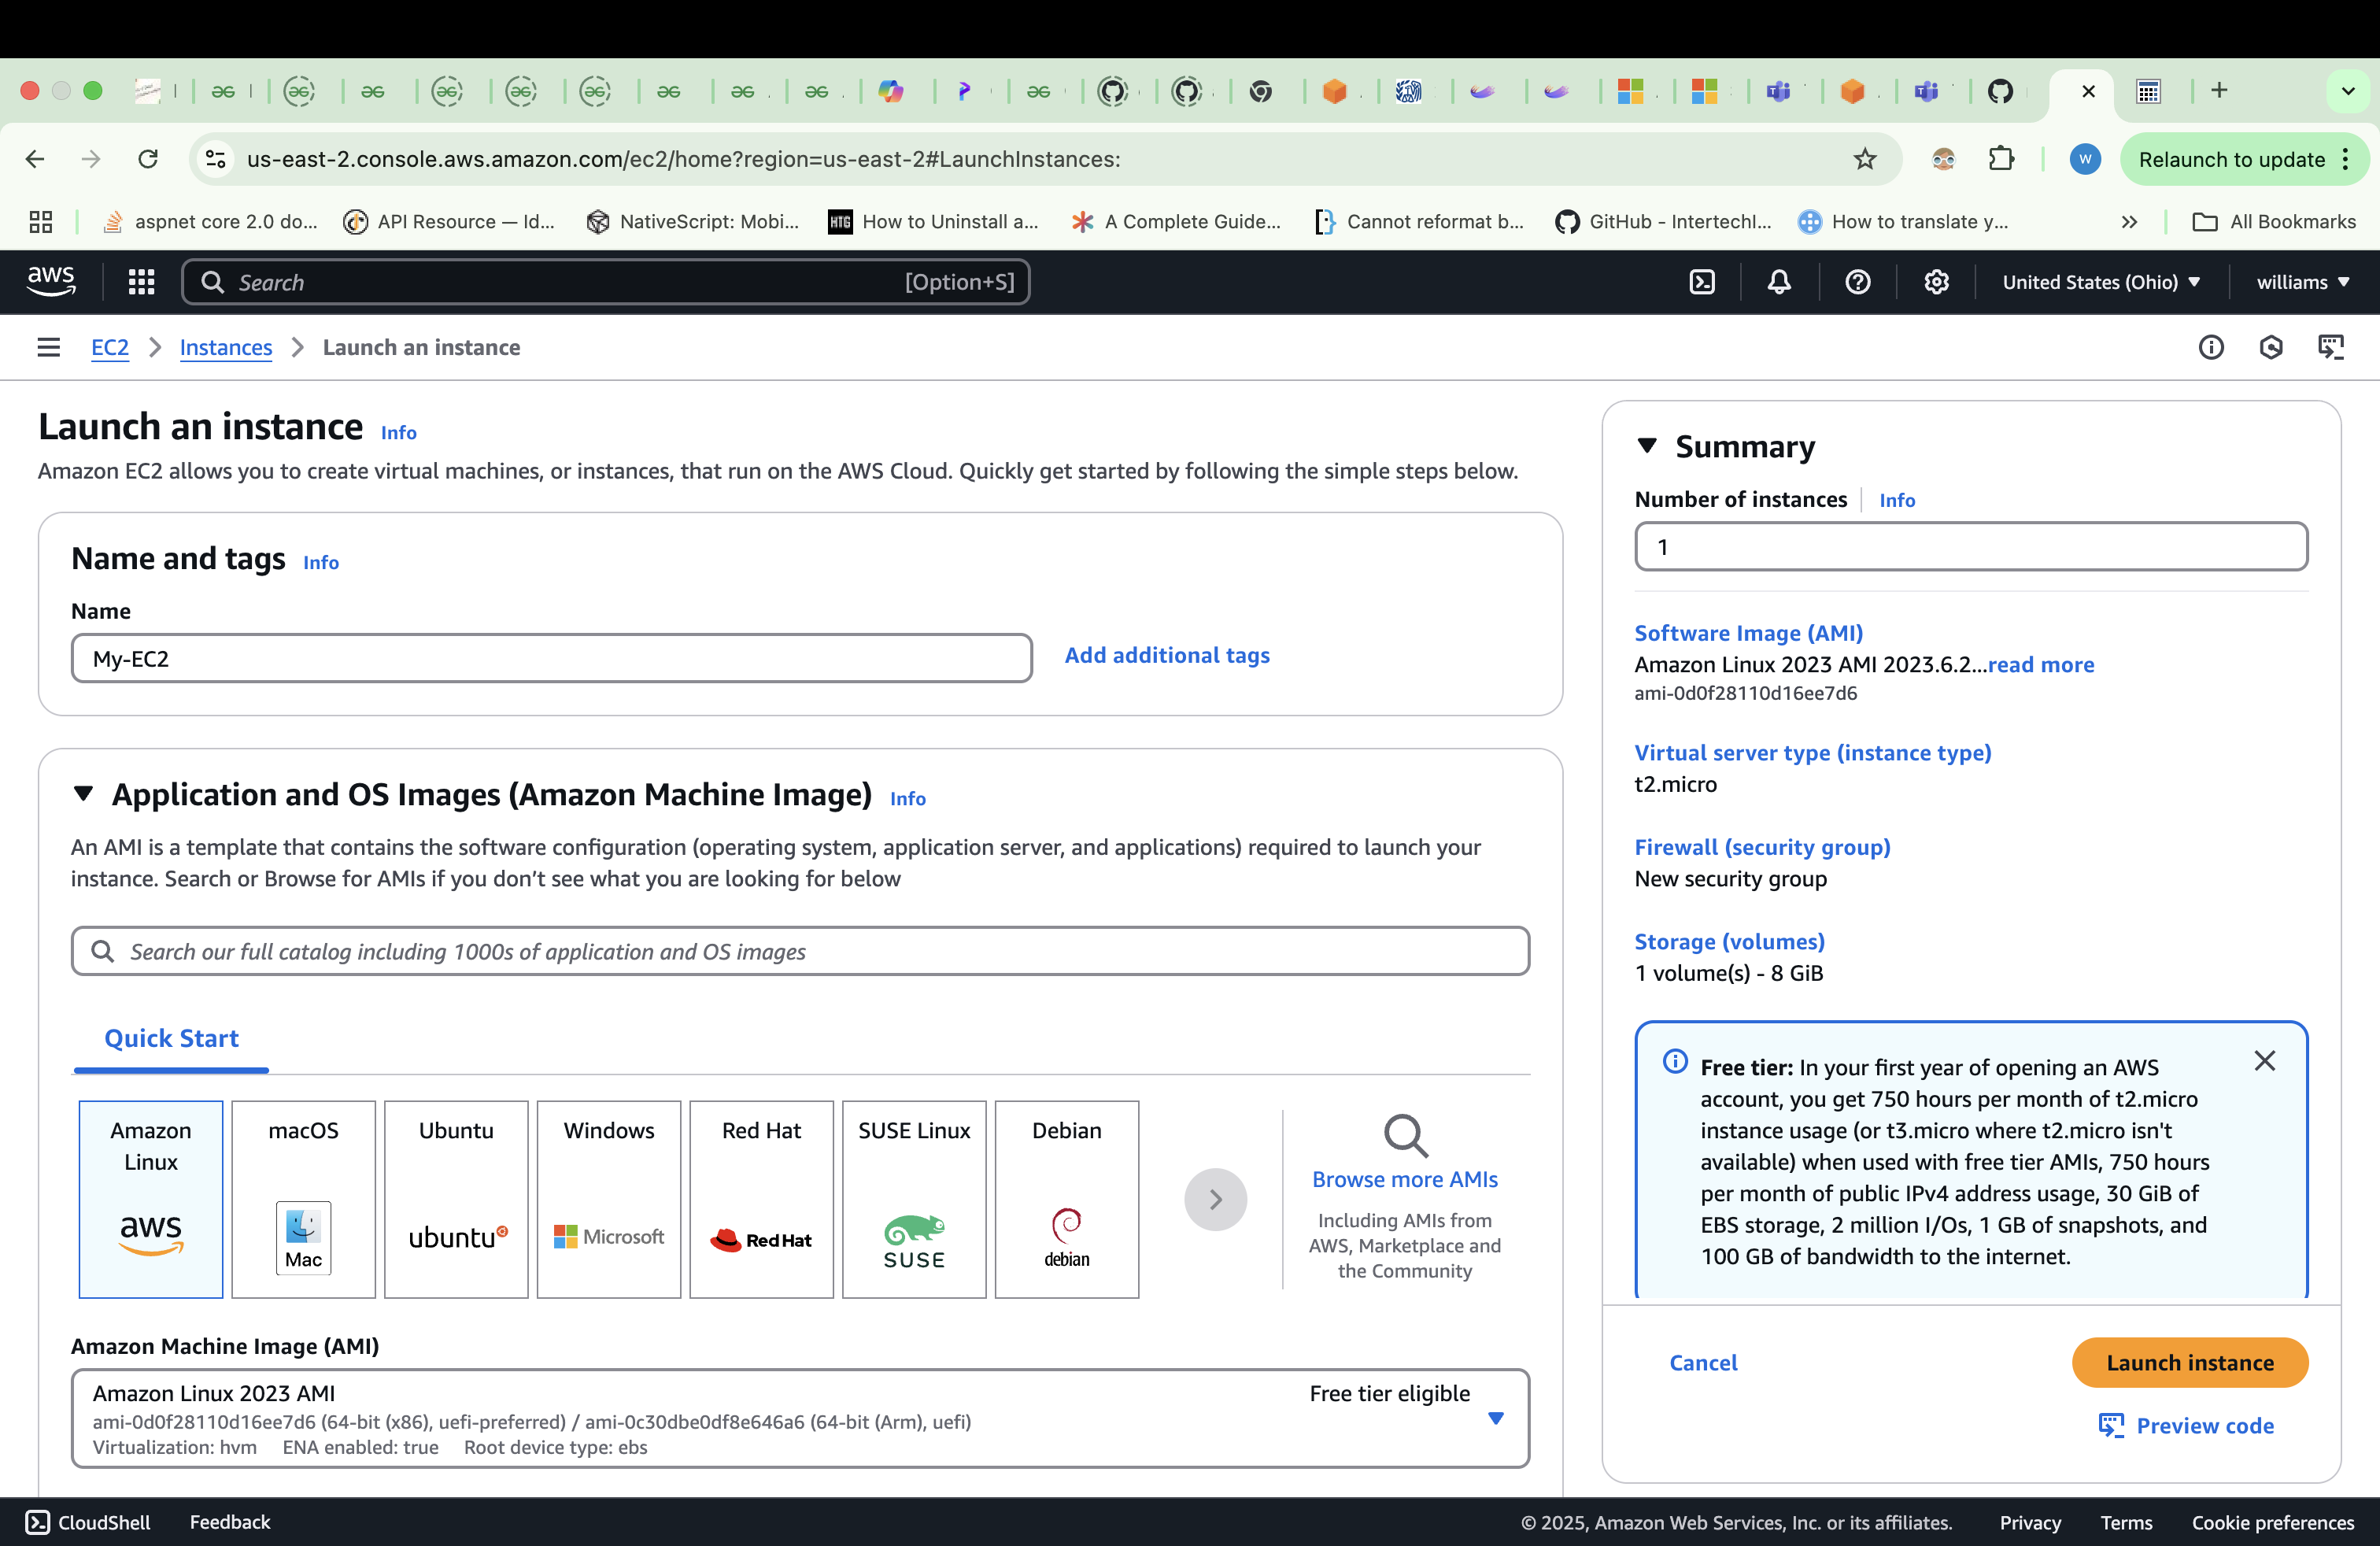 us-east-2.console.aws.amazon.com/ec2/home?region=us-east-2#LaunchInstances:
W
Relaunch to update
aspnet core 2.0 do...
API Resource — Id...
NativeScript: Mobi...
HTG
How to Uninstall a...
A Complete Guide...
Cannot reformat b...
GitHub - Intertechl...
How to translate y...
All Bookmarks
aws
Search
[Option+S]
United States (Ohio)
williams
EC2
Instances
Launch an instance
Launch an instance Info
Amazon EC2 allows you to create virtual machines, or instances, that run on the AWS Cloud. Quickly get started by following the simple steps below.
Name and tags Info
Name
My-EC2
Add additional tags
Application and OS Images (Amazon Machine Image) Info
An AMI is a template that contains the software configuration (operating system, application server, and applications) required to launch your
instance. Search or Browse for AMIs if you don't see what you are looking for below
Search our full catalog including 1000s of application and OS images
Quick Start
Amazon
Linux
aws
macOS
Mac
Ubuntu
ubuntu
Windows
Microsoft
Red Hat
Red Hat
SUSE Linux
SUSE
Debian
debian
Browse more AMIs
Including AMIs from
AWS, Marketplace and
the Community
Amazon Machine Image (AMI)
Amazon Linux 2023 AMI
Free tier eligible
ami-0d0f28110d16ee7d6 (64-bit (x86), uefi-preferred) / ami-0c30dbe0df8e646a6 (64-bit (Arm), uefi)
Virtualization: hvm ENA enabled: true Root device type: ebs
Summary
Number of instances Info
1
Software Image (AMI)
Amazon Linux 2023 AMI 2023.6.2...read more
ami-0d0f28110d16ee7d6
Virtual server type (instance type)
t2.micro
Firewall (security group)
New security group
Storage (volumes)
1 volume(s) - 8 GiB
Free tier: In your first year of opening an AWS
account, you get 750 hours per month of t2.micro
instance usage (or t3.micro where t2.micro isn't
available) when used with free tier AMIs, 750 hours
per month of public IPv4 address usage, 30 GiB of
EBS storage, 2 million I/Os, 1 GB of snapshots, and
100 GB of bandwidth to the internet.
Cancel
Launch instance
Preview code
CloudShell
Feedback
© 2025, Amazon Web Services, Inc. or its affiliates.
Privacy
Terms
Cookie preferences